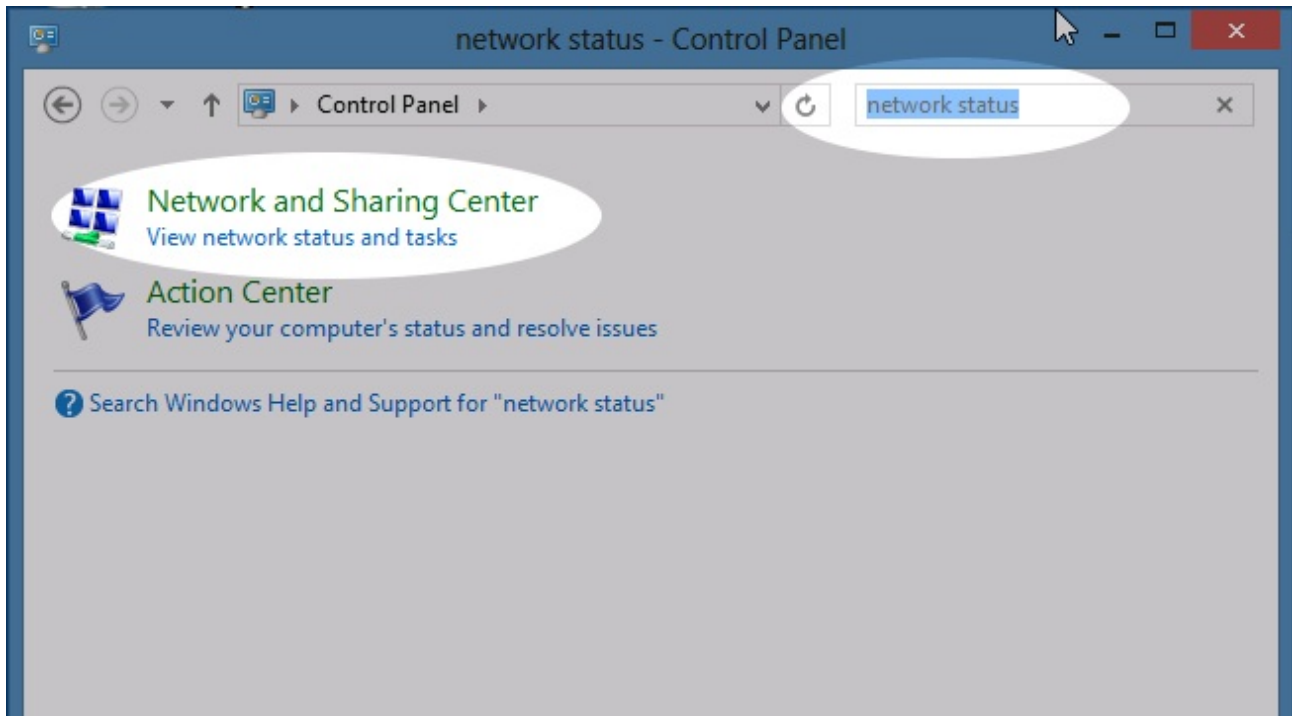 network status - Control Panel
Control Panel
network status
Network and Sharing Center
View network status and tasks
Action Center
Review your computer's status and resolve issues
Search Windows Help and Support for "network status"